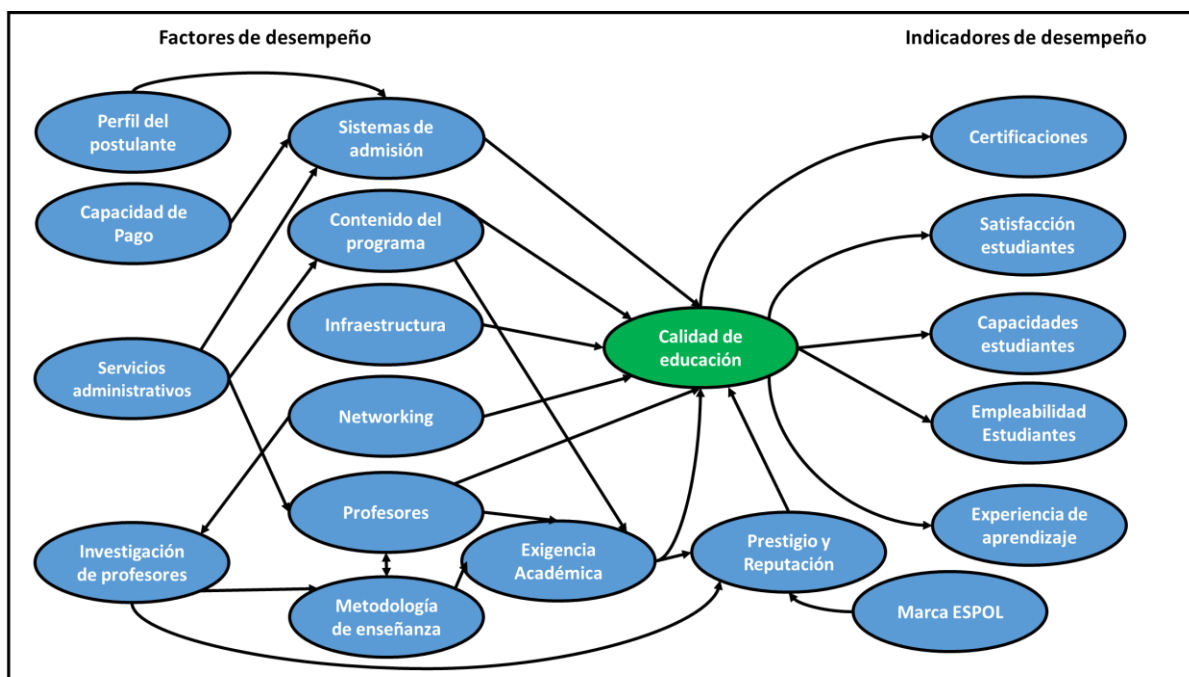 Factores de desempeño
Indicadores de desempeño
Perfil del
postulante
Sistemas de
admisión
Certificaciones
Capacidad de
Pago
Contenido del
programa
Satisfacción
estudiantes
Infraestructura
Calidad de
educación
Capacidades
estudiantes
Servicios
administrativos
Networking
Empleabilidad
Estudiantes
Profesores
Experiencia de
aprendizaje
Investigación
de profesores
Exigencia
Académica
Prestigio y
Reputación
Metodología
de enseñanza
Marca ESPOL